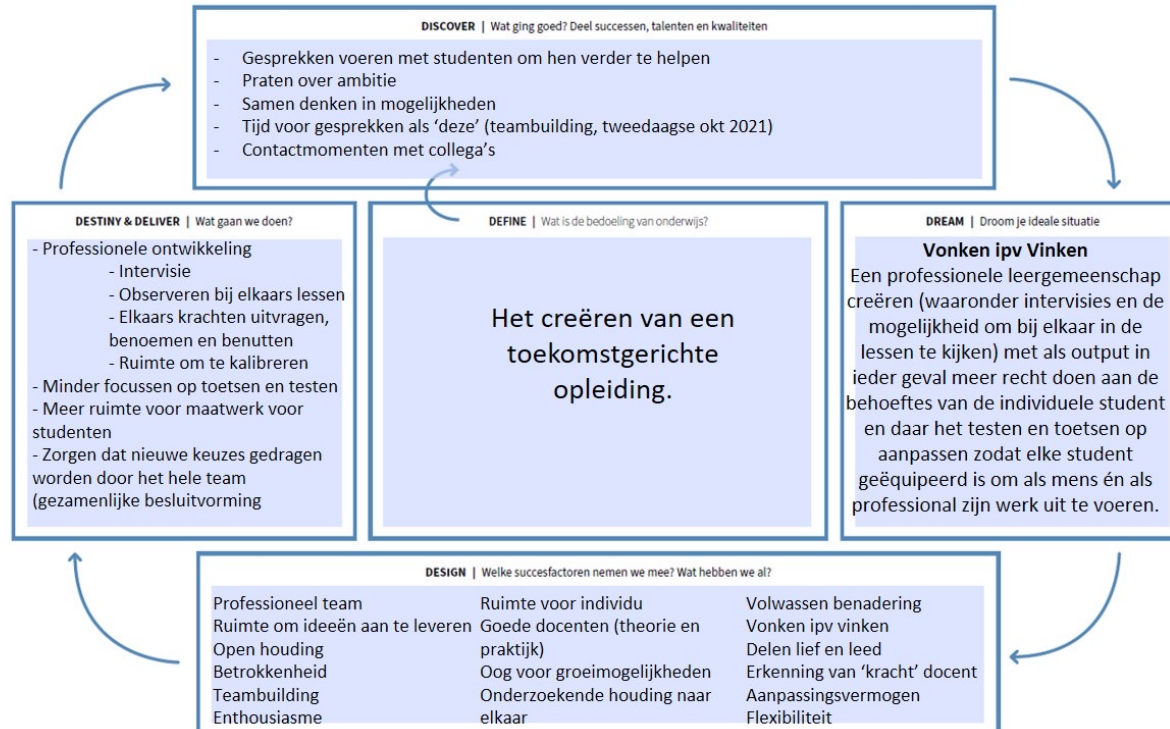 DISCOVER | Wat ging goed? Deel successen, talenten en kwaliteiten
- Gesprekken voeren met studenten om hen verder te helpen
- Praten over ambitie
- Samen denken in mogelijkheden
- Tijd voor gesprekken als ‘deze’ (teambuilding, tweedaagse okt 2021)
- Contactmomenten met collega’s
DESTINY & DELIVER | Wat gaan we doen?
- Professionele ontwikkeling
- Intervisie
- Observeren bij elkaars lessen
- Elkaars krachten uitvragen,
benoemen en benutten
- Ruimte om te kalibreren
- Minder focussen op toetsen en testen
- Meer ruimte voor maatwerk voor
studenten
- Zorgen dat nieuwe keuzes gedragen
worden door het hele team
(gezamenlijke besluitvorming
DEFINE | Wat is de bedoeling van onderwijs?
Het creëren van een
toekomstgerichte
opleiding.
DREAM | Droom je ideale situatie
Vonken ipv Vinken
Een professionele leergemeenschap
creëren (waaronder intervisies en de
mogelijkheid om bij elkaar in de
lessen te kijken) met als output in
ieder geval meer recht doen aan de
behoeftes van de individuele student
en daar het testen en toetsen op
aanpassen zodat elke student
geëquipeerd is om als mens én als
professional zijn werk uit te voeren.
DESIGN | Welke succesfactoren nemen we mee? Wat hebben we al?
Professioneel team
Ruimte om ideeën aan te leveren
Open houding
Betrokkenheid
Teambuilding
Enthousiasme
Ruimte voor individu
Goede docenten (theorie en
praktijk)
Oog voor groeimogelijkheden
Onderzoekende houding naar
elkaar
Volwassen benadering
Vonken ipv vinken
Delen lief en leed
Erkenning van ‘kracht’ docent
Aanpassingsvermogen
Flexibiliteit